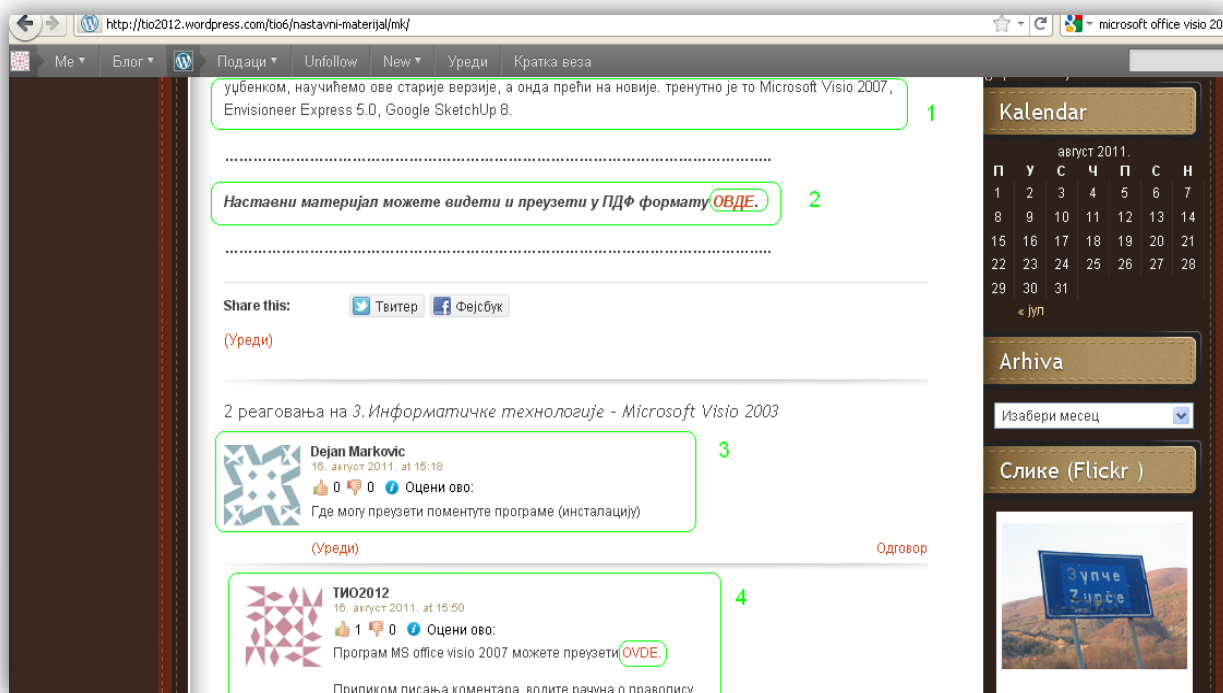 http://tio2012.wordpress.com/tio6/nastavni-materijal/mk/
microsoft office visio 20
Me Блог Подаци Unfollow New Уреди Кратка веза
уџбенком, научићемо ове старије верзије, а онда прећи на новије. тренутно је то Microsoft Visio 2007,
Envisioneer Express 5.0, Google SketchUp 8.
1
Наставни материјал можете видети и преузети у ПДФ формату ОВДЕ.
2
Share this: Твитер Фејсбук
(Уреди)
2 реаговања на 3. Информатичке технологије - Microsoft Visio 2003
Dejan Markovic
16. август 2011. at 15:18
0 0 Оцени ово:
Где могу преузети поментуте програме (инсталацију)
3
(Уреди) Одговор
ТИО2012
16. август 2011. at 15:50
1 0 Оцени ово:
Програм MS office visio 2007 можете преузети OVDE.
4
Приликом писања коментара, водите рачуна о правопису
Kalendar
август 2011.
П У С Ч П С Н
1 2 3 4 5 6 7
8 9 10 11 12 13 14
15 16 17 18 19 20 21
22 23 24 25 26 27 28
29 30 31
« јул
Arhiva
Изабери месец
Слике (Flickr )
Зупче
Zupče